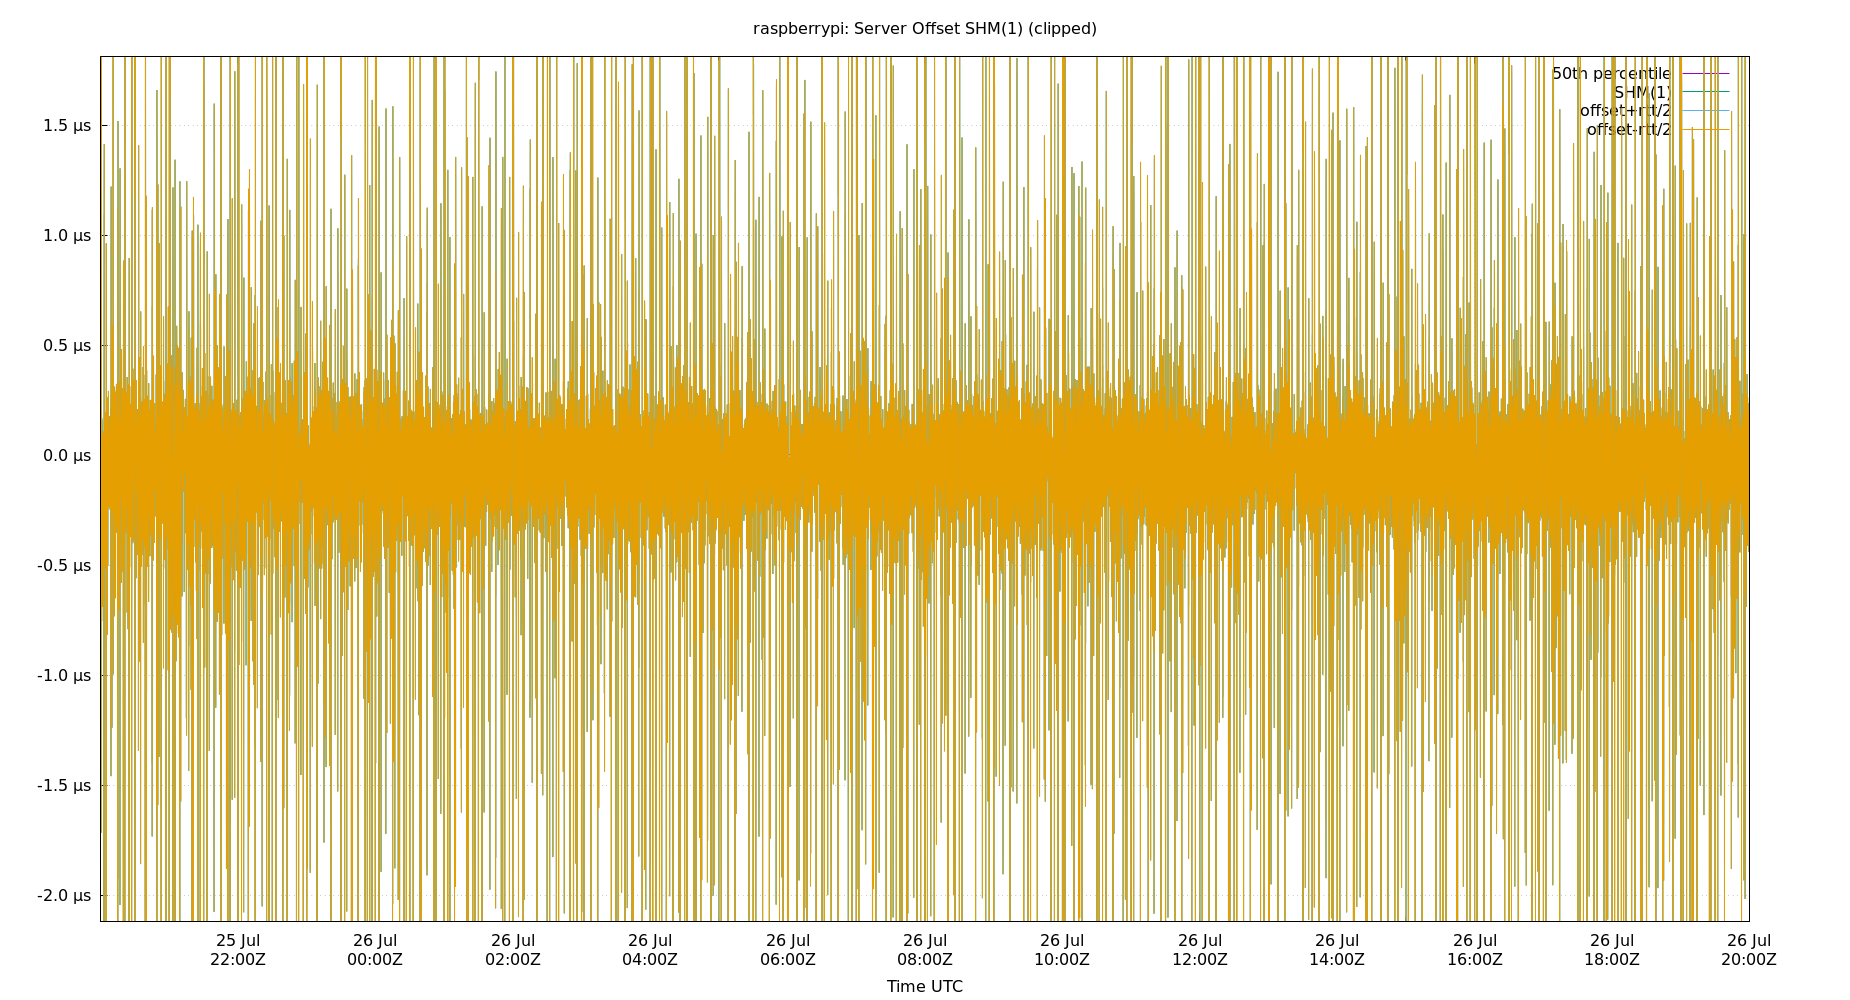 raspberrypi: Server Offset SHM(1) (clipped)
50th percentile
SHM(1)
offset+rtt/2
offset-rtt/2
1.5 µs
1.0 µs
0.5 µs
0.0 µs
-0.5 µs
-1.0 µs
-1.5 µs
-2.0 µs
25 Jul 26 Jul 26 Jul 26 Jul 26 Jul 26 Jul 26 Jul 26 Jul 26 Jul 26 Jul 26 Jul 26 Jul
22:00Z 00:00Z 02:00Z 04:00Z 06:00Z 08:00Z 10:00Z 12:00Z 14:00Z 16:00Z 18:00Z 20:00Z
Time UTC